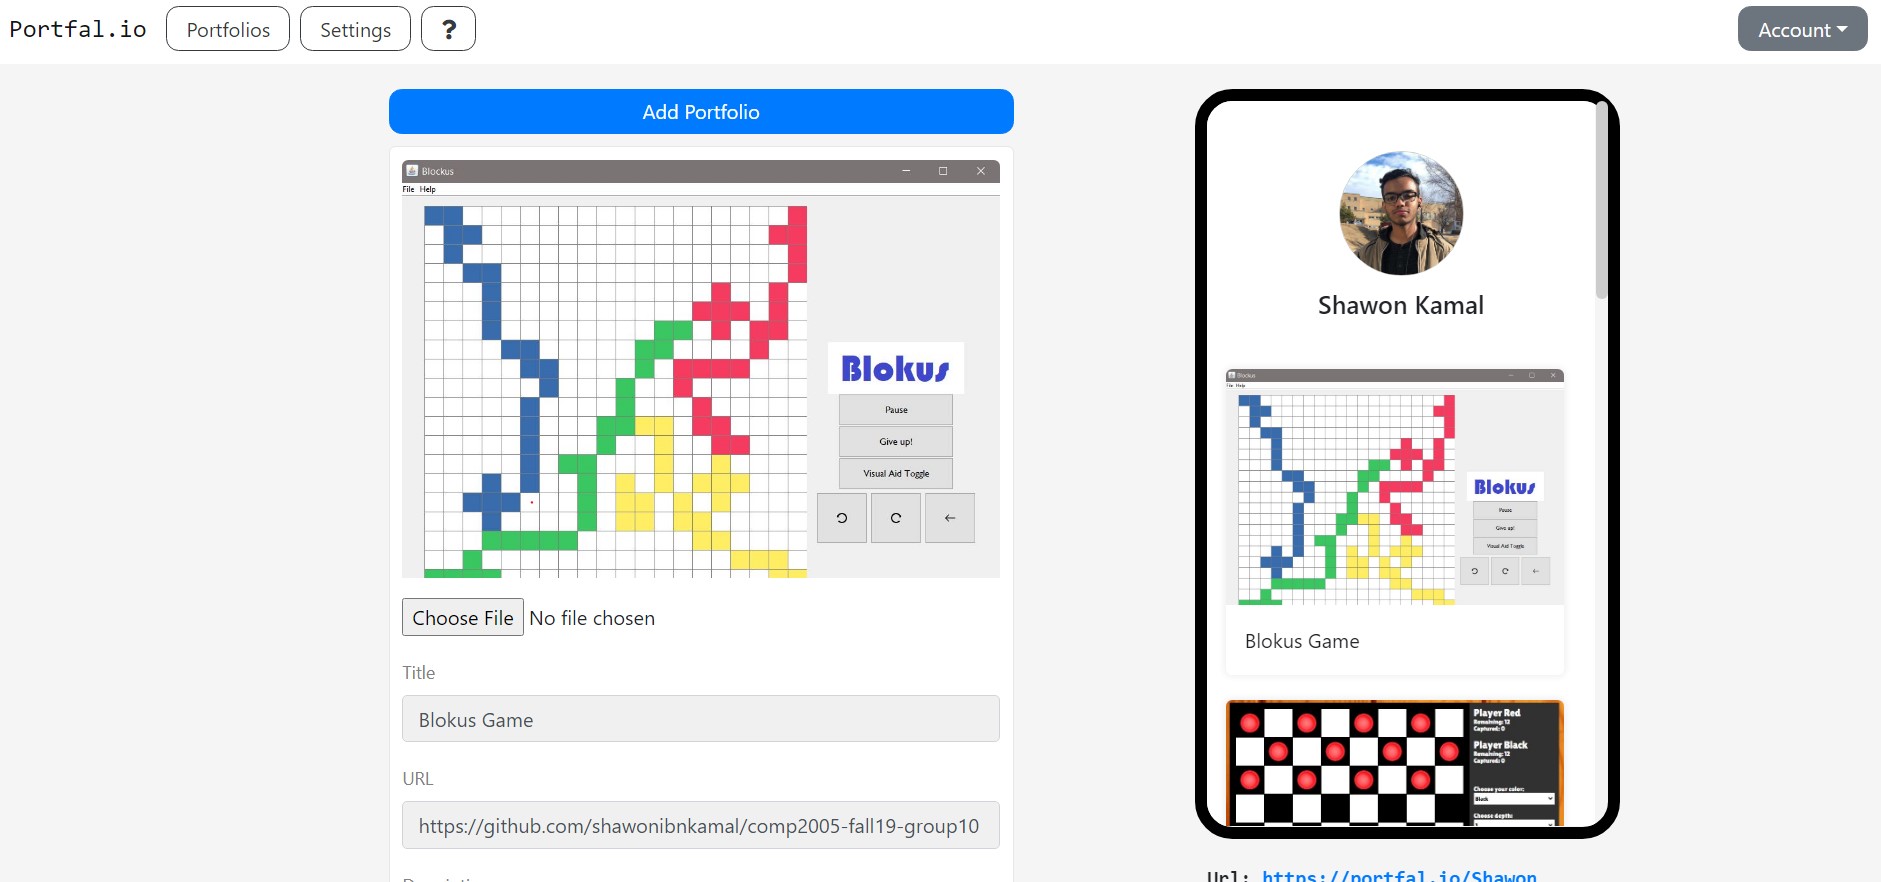 Portfal.io
Portfolios
Settings
?
Account
Add Portfolio
Blockus
File Help
Blokus
Pause
Give up!
Visual Aid Toggle
Choose File No file chosen
Title
Blokus Game
URL
https://github.com/shawonibnkamal/comp2005-fall19-group10
Shawon Kamal
Blockus
File Help
Blokus
Pause
Give up!
Visual Aid Toggle
Blokus Game
Player Red
Remaining: 12
Captured: 0
Player Black
Remaining: 12
Captured: 0
Choose your color:
Black
Choose depth:
Url: https://portfal.io/Shawon